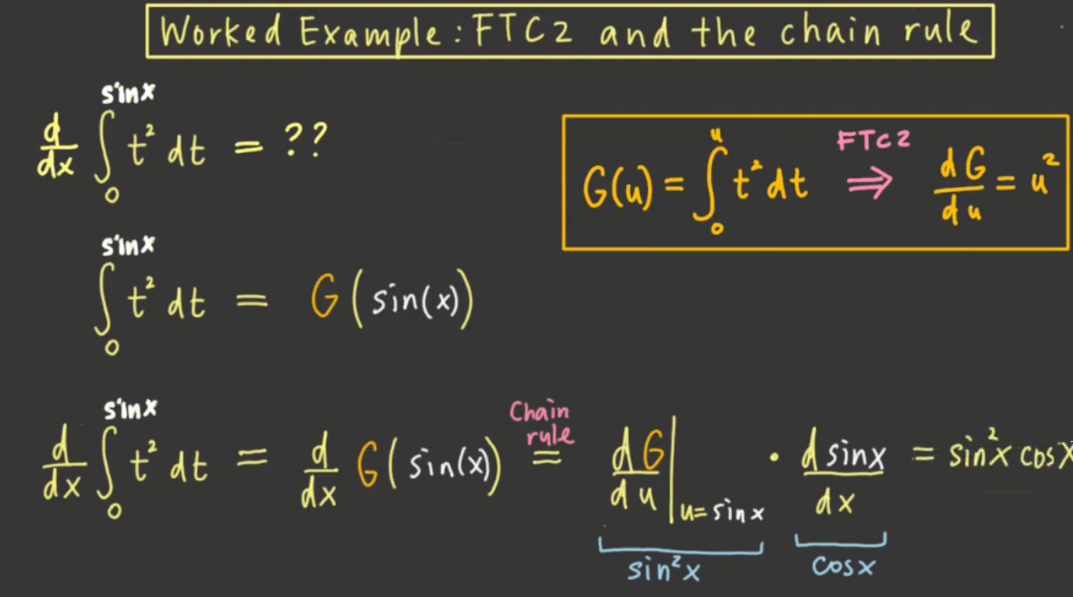 Worked Example: FTC2 and the chain rule
d/dx ∫₀^sinx t² dt = ??
G(u) = ∫₀^u t² dt ⇒ dG/du = u²
FTC2
∫₀^sinx t² dt = G(sin(x))
d/dx ∫₀^sinx t² dt = d/dx G(sin(x)) = dG/du |u=sinx · d sinx/dx = sin²x cosx
Chain rule
sin²x
cosx